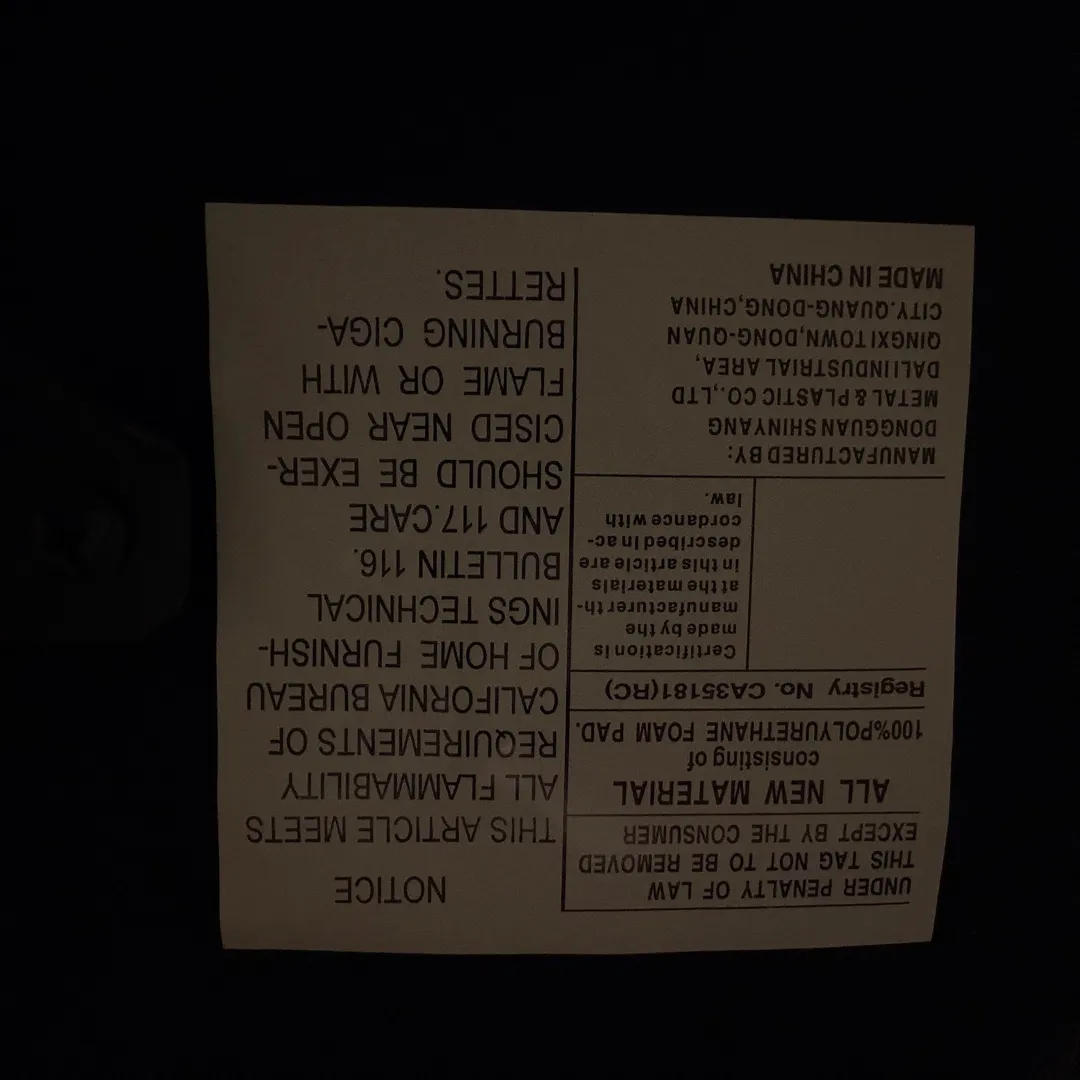 UNDER PENALTY OF LAW
THIS TAG NOT TO BE REMOVED
EXCEPT BY THE CONSUMER
ALL NEW MATERIAL
consisting of
100%POLYURETHANE FOAM PAD.
Registry No. CA35181(RC)
Certification is
made by the
manufacturer th-
at the materials
in this article are
described in ac-
cordance with
law.
MANUFACTURED BY:
DONGGUAN SHINYANG
METAL & PLASTIC CO.,LTD
DALI INDUSTRIAL AREA,
QINGXI TOWN,DONG-QUAN
CITY.QUANG-DONG,CHINA
MADE IN CHINA
NOTICE
THIS ARTICLE MEETS
ALL FLAMMABILITY
REQUIREMENTS OF
CALIFORNIA BUREAU
OF HOME FURNISH-
INGS TECHNICAL
BULLETIN 116.
AND 117.CARE
SHOULD BE EXER-
CISED NEAR OPEN
FLAME OR WITH
BURNING CIGA-
RETTES.